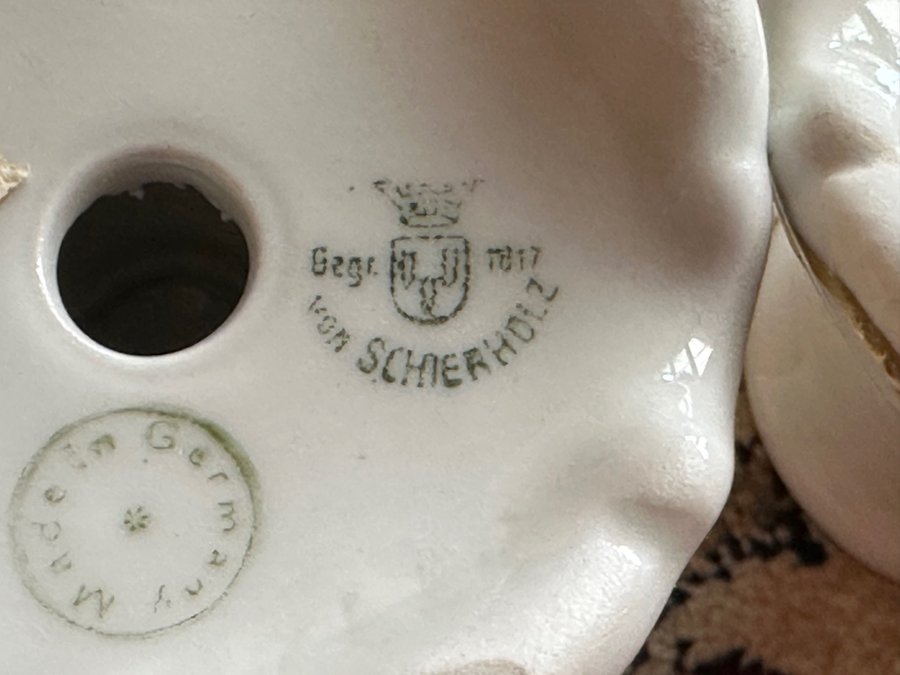 Gegr. 1817
VON SCHIERHOLZ
Made in Germany